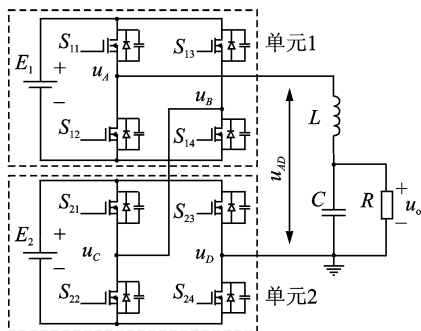 S11
S13
单元1
E1
+
−
uA
uB
S12
S14
L
uAD
S21
S23
C
R
+
uo
−
E2
+
−
uC
uD
S22
S24
单元2